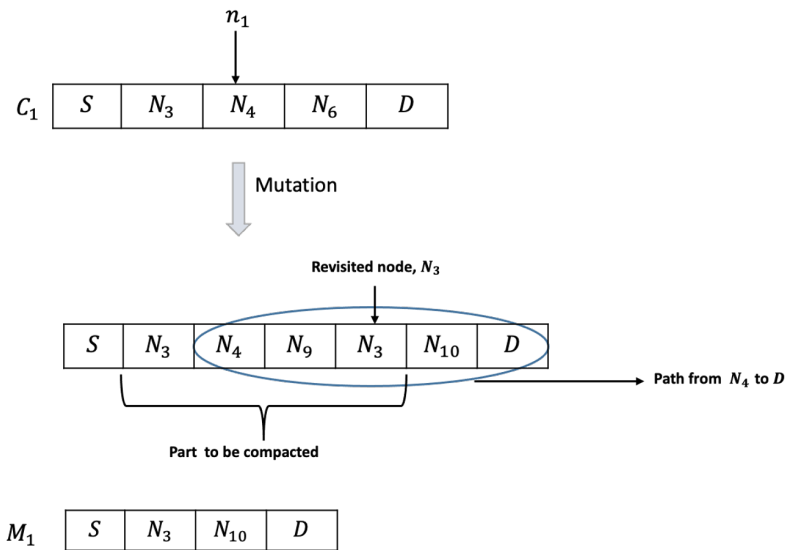 n₁
C₁ S N₃ N₄ N₆ D
Mutation
Revisited node, N₃
S N₃ N₄ N₉ N₃ N₁₀ D
Path from N₄ to D
Part to be compacted
M₁ S N₃ N₁₀ D